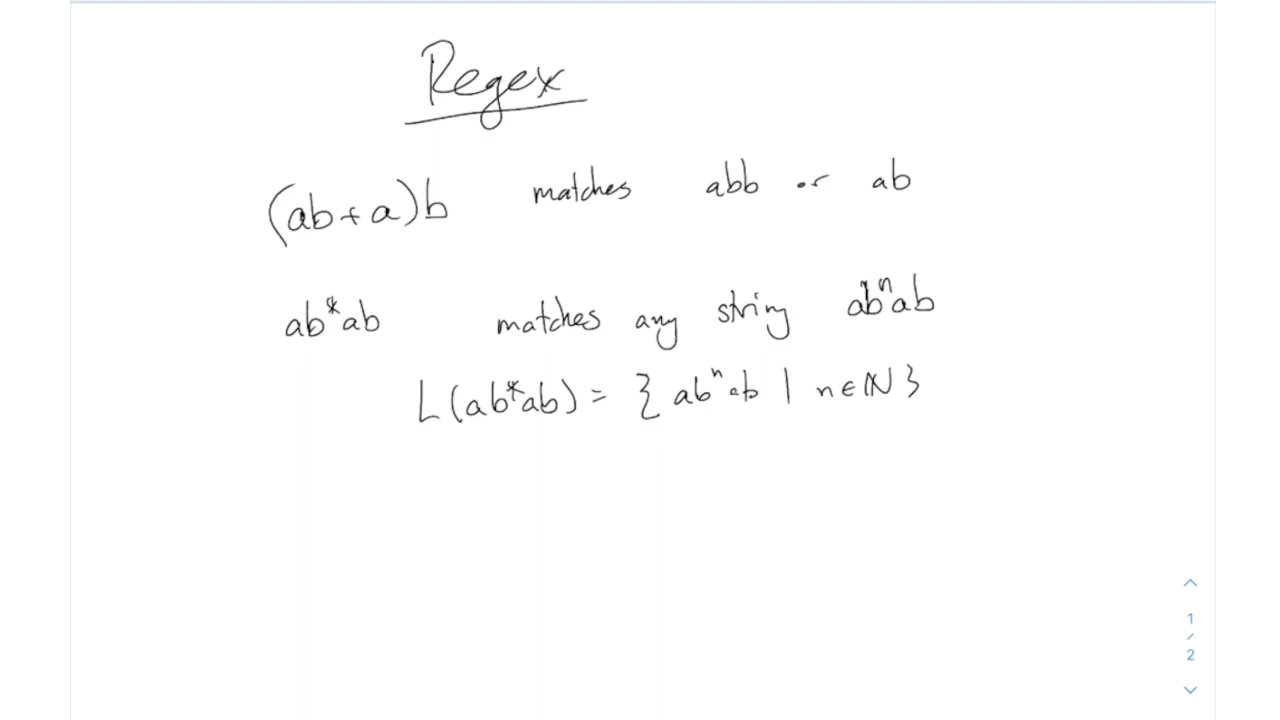 Regex
(ab+a)b matches abb or ab
ab*ab matches any string abⁿab
L(ab*ab) = { abⁿab | n∈ℕ }
1
/
2